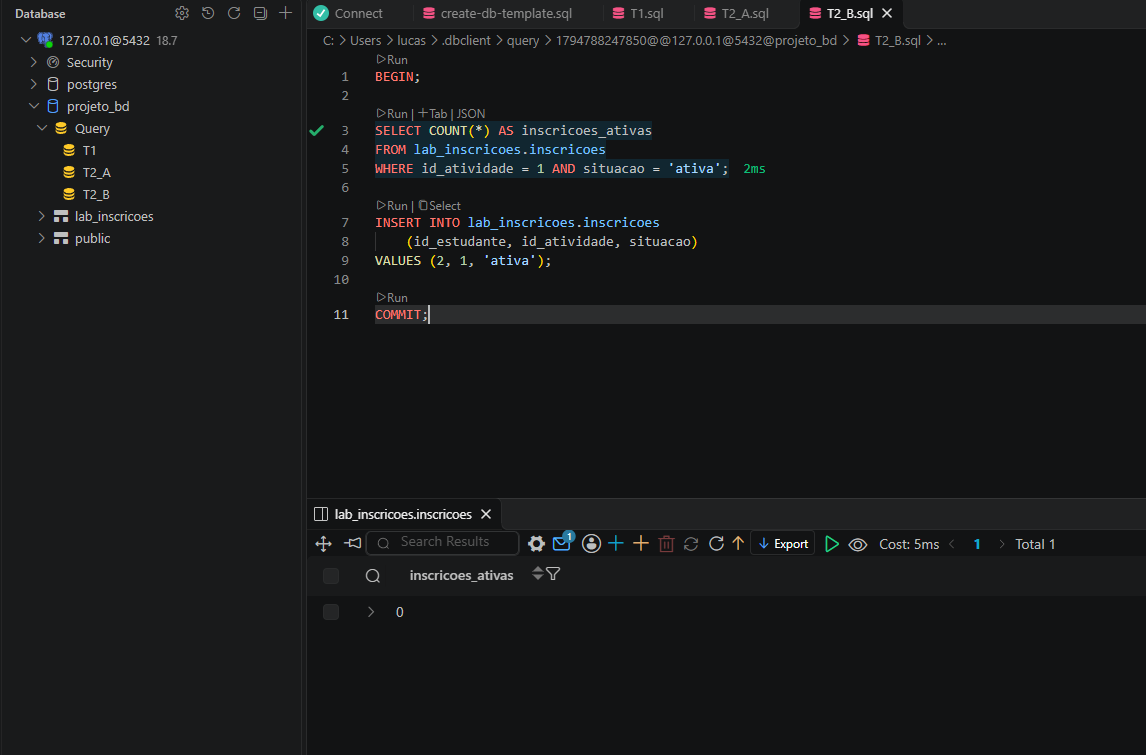 Database
127.0.0.1@5432 18.7
Security
postgres
projeto_bd
Query
T1
T2_A
T2_B
lab_inscricoes
public
Connect
create-db-template.sql
T1.sql
T2_A.sql
T2_B.sql
C: > Users > lucas > .dbclient > query > 1794788247850@@127.0.0.1@5432@projeto_bd > T2_B.sql > ...
Run
1 BEGIN;
2
Run | Tab | JSON
3 SELECT COUNT(*) AS inscricoes_ativas
4 FROM lab_inscricoes.inscricoes
5 WHERE id_atividade = 1 AND situacao = 'ativa'; 2ms
6
Run | Select
7 INSERT INTO lab_inscricoes.inscricoes
8 (id_estudante, id_atividade, situacao)
9 VALUES (2, 1, 'ativa');
10
Run
11 COMMIT;
lab_inscricoes.inscricoes
Search Results
1
Export
Cost: 5ms
1
Total 1
inscricoes_ativas
0